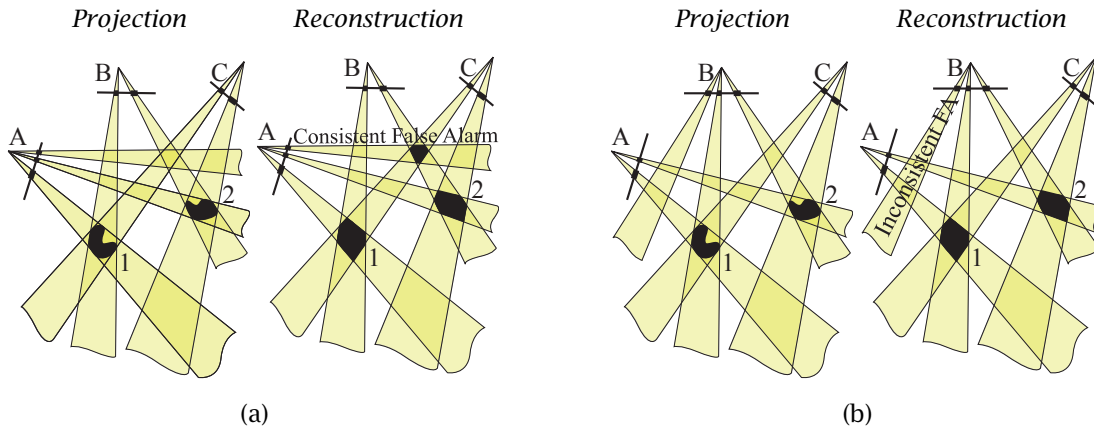 Projection
Reconstruction
B
C
A
1
2
B
C
A
Consistent False Alarm
1
2
(a)
Projection
Reconstruction
B
C
A
1
2
B
C
A
Inconsistent FA
1
2
(b)